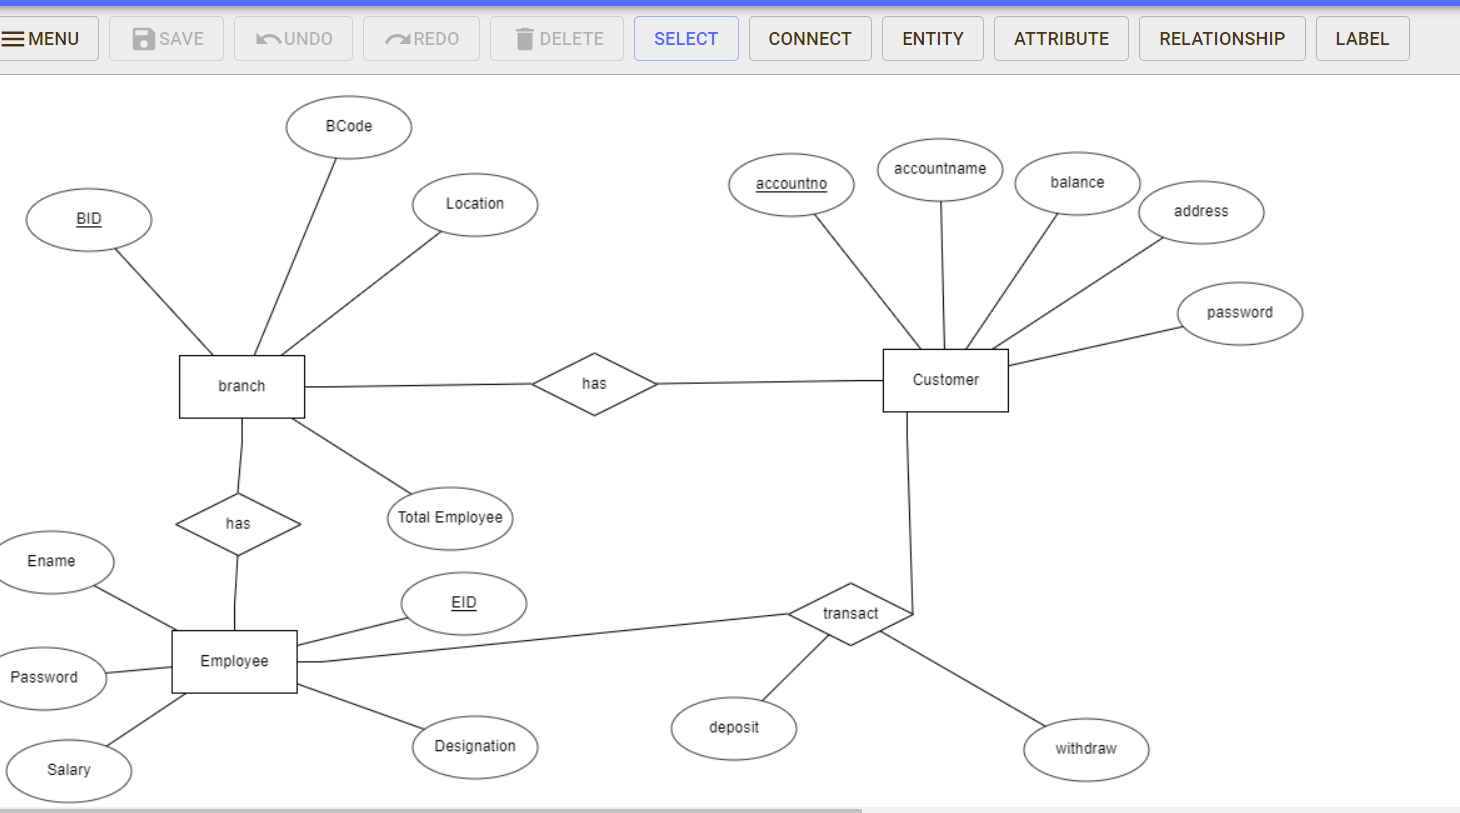 MENU
SAVE
UNDO
REDO
DELETE
SELECT
CONNECT
ENTITY
ATTRIBUTE
RELATIONSHIP
LABEL
BCode
BID
Location
accountno
accountname
balance
address
password
branch
has
Customer
has
Total Employee
Ename
EID
transact
Employee
Password
Salary
Designation
deposit
withdraw